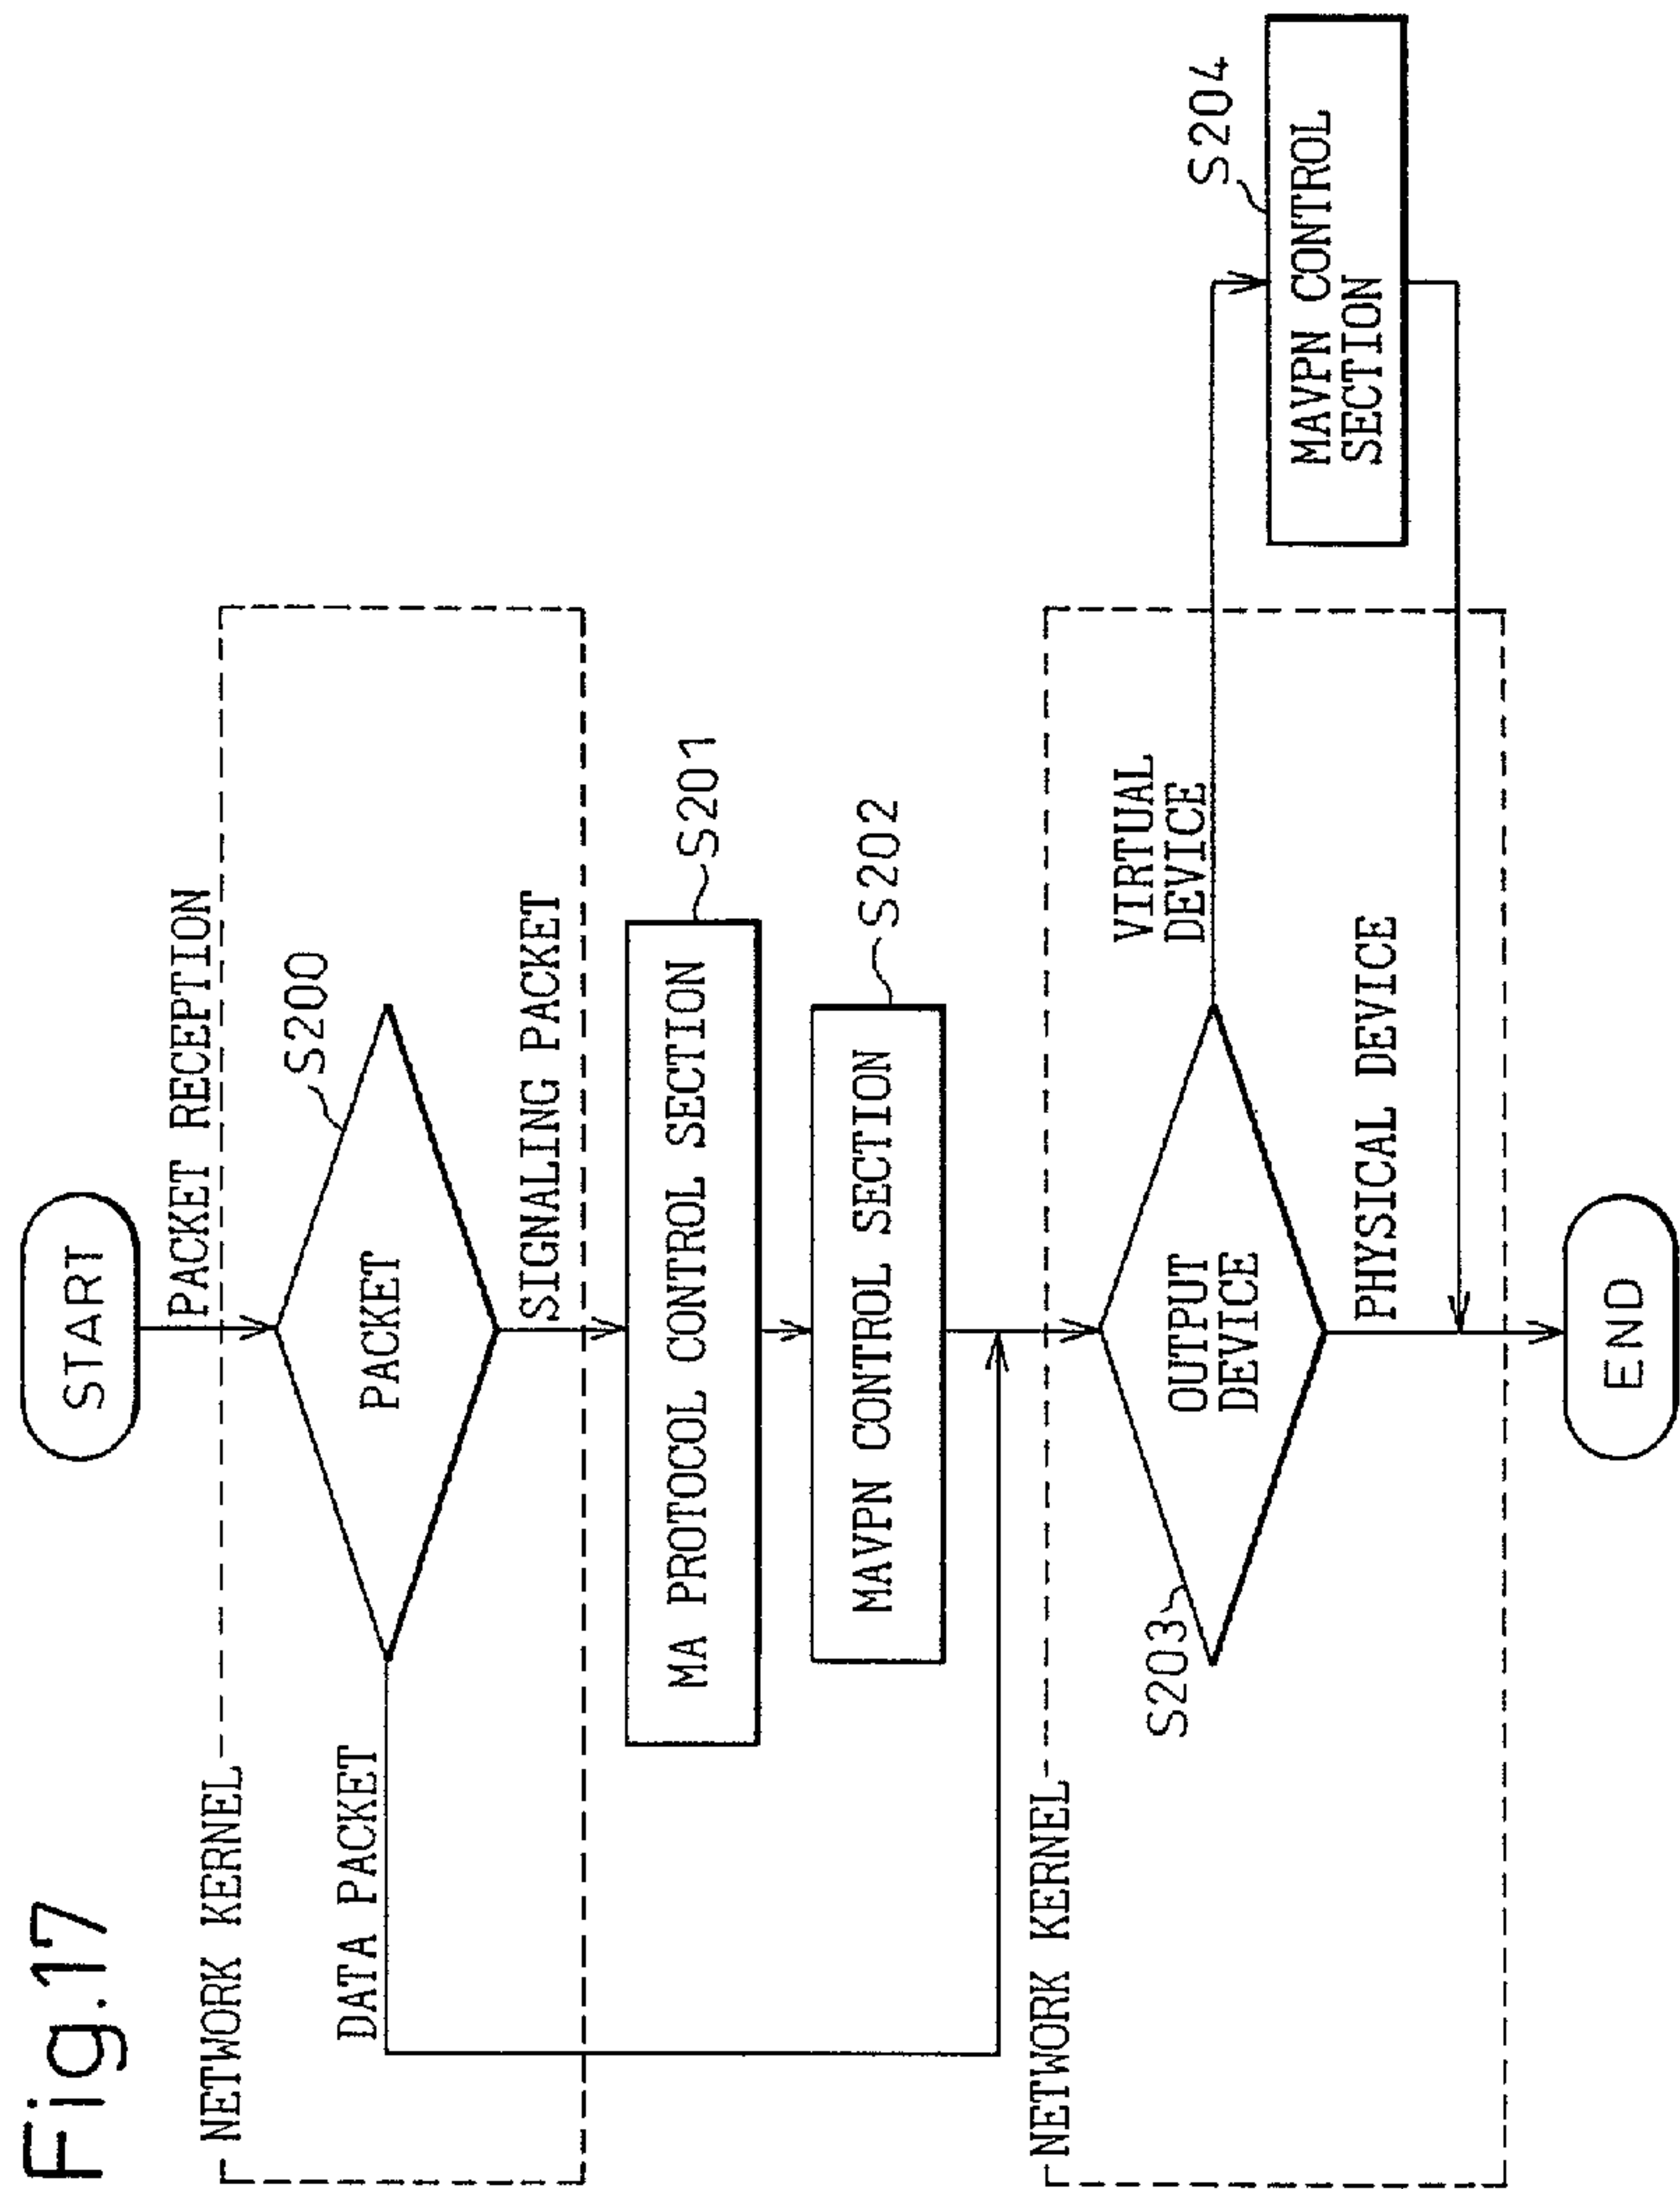 Fig.17
START
PACKET RECEPTION
NETWORK KERNEL
S200
PACKET
DATA PACKET
SIGNALING PACKET
S201
MA PROTOCOL CONTROL SECTION
S202
MAVPN CONTROL SECTION
NETWORK KERNEL
VIRTUAL
DEVICE
S203
OUTPUT
DEVICE
S204
MAVPN CONTROL
SECTION
PHYSICAL DEVICE
END